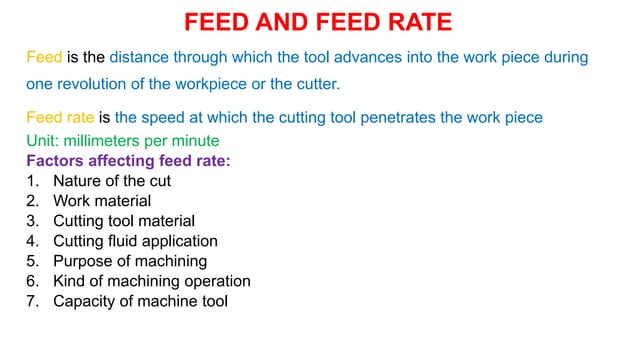 FEED AND FEED RATE
Feed is the distance through which the tool advances into the work piece during
one revolution of the workpiece or the cutter.
Feed rate is the speed at which the cutting tool penetrates the work piece
Unit: millimeters per minute
Factors affecting feed rate:
1. Nature of the cut
2. Work material
3. Cutting tool material
4. Cutting fluid application
5. Purpose of machining
6. Kind of machining operation
7. Capacity of machine tool